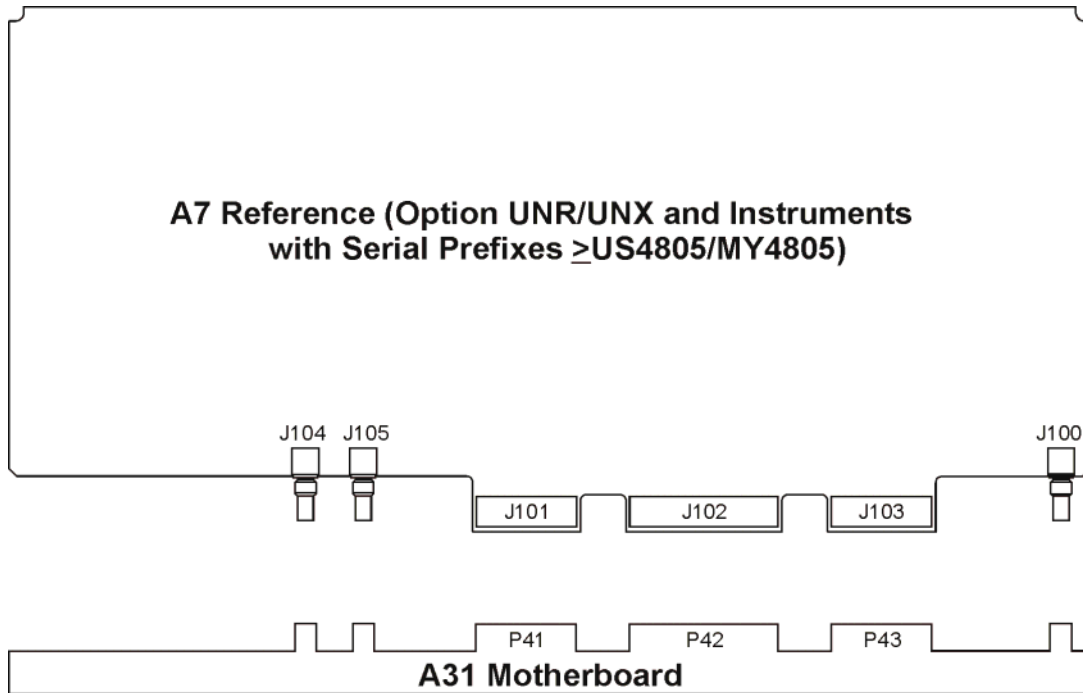 A7 Reference (Option UNR/UNX and Instruments
with Serial Prefixes ≥US4805/MY4805)
J104 J105 J100
J101 J102 J103
P41 P42 P43
A31 Motherboard